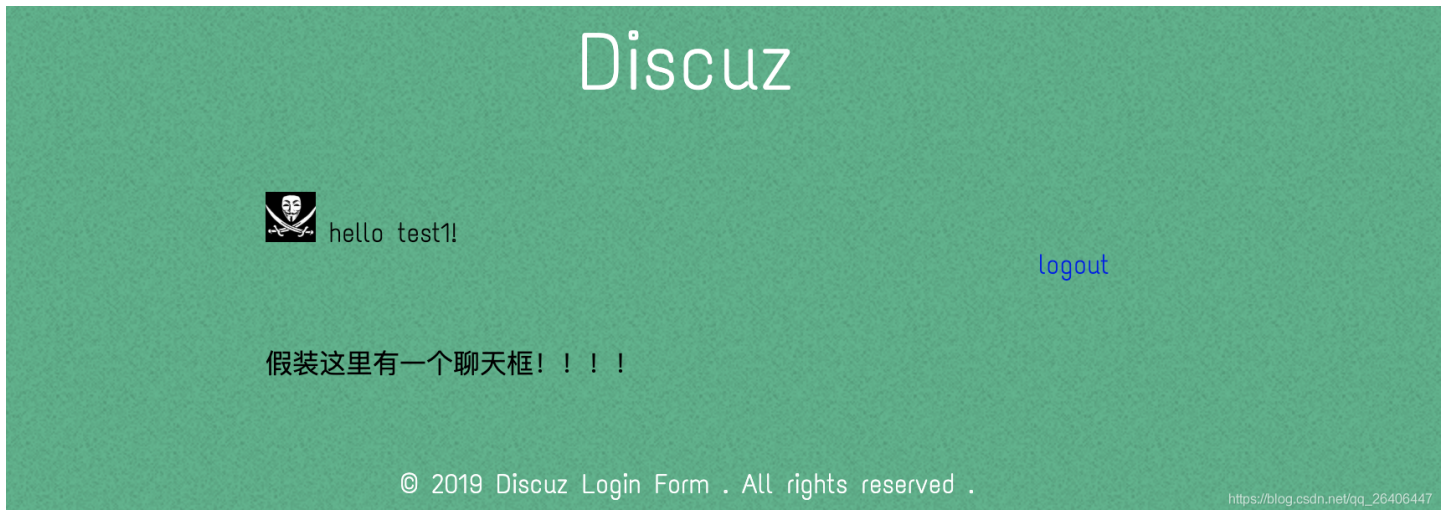 Discuz
hello test1!
logout
假装这里有一个聊天框！！！！
© 2019 Discuz Login Form . All rights reserved .
https://blog.csdn.net/qq_26406447